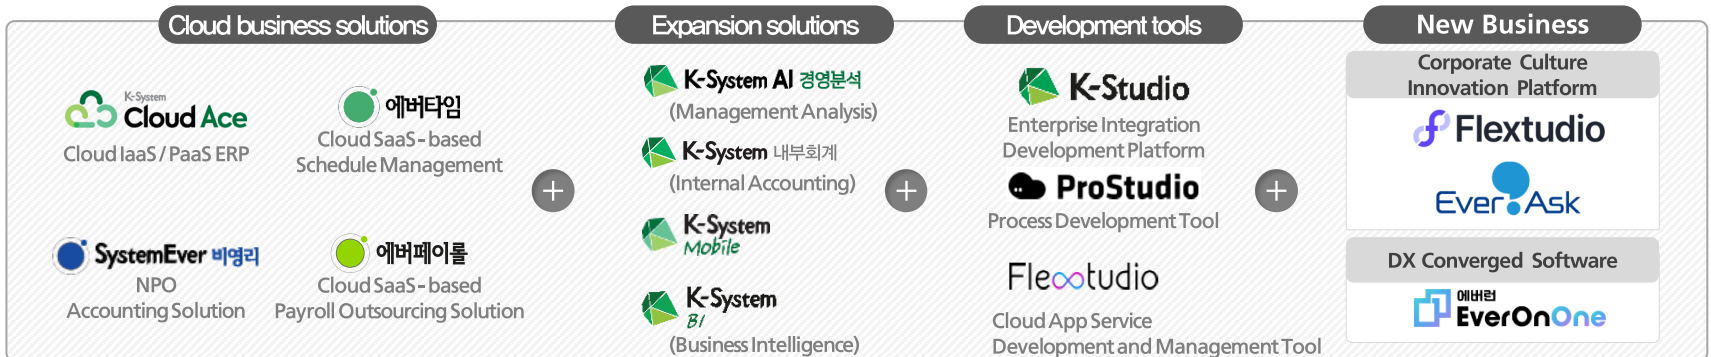 Cloud business solutions
K-System
Cloud Ace
Cloud IaaS / PaaS ERP
에버타임
Cloud SaaS-based
Schedule Management
SystemEver 비영리
NPO
Accounting Solution
에버페이롤
Cloud SaaS-based
Payroll Outsourcing Solution
+
Expansion solutions
K-System AI 경영분석
(Management Analysis)
K-System 내부회계
(Internal Accounting)
K-System
Mobile
K-System
BI
(Business Intelligence)
+
Development tools
K-Studio
Enterprise Integration
Development Platform
ProStudio
Process Development Tool
Flextudio
Cloud App Service
Development and Management Tool
+
New Business
Corporate Culture
Innovation Platform
Flextudio
Ever Ask
DX Converged Software
에버런
EverOnOne